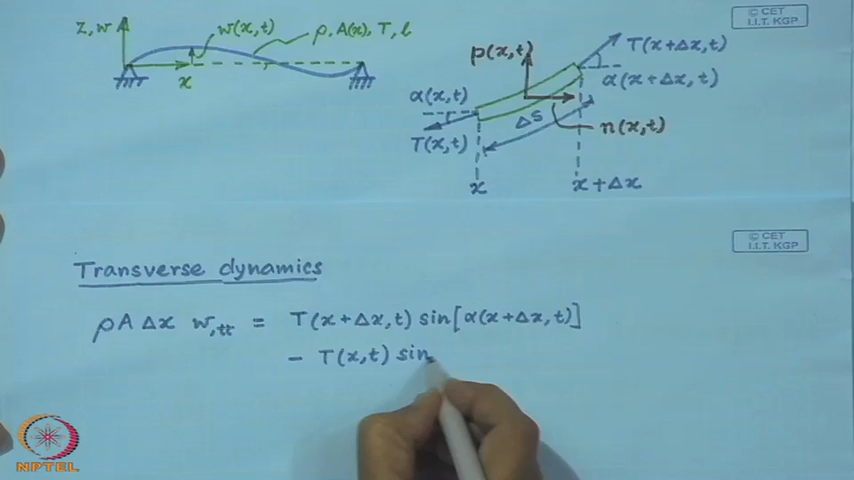 z, w
w(x,t)
ρ, A(x), T, l
x
© CET
I.I.T. KGP
p(x,t)
T(x+Δx,t)
α(x+Δx,t)
α(x,t)
T(x,t)
Δs
n(x,t)
x
x+Δx
© CET
I.I.T. KGP
Transverse dynamics
ρA Δx w,tt = T(x+Δx,t) sin[α(x+Δx,t)]
− T(x,t) sin
NPTEL